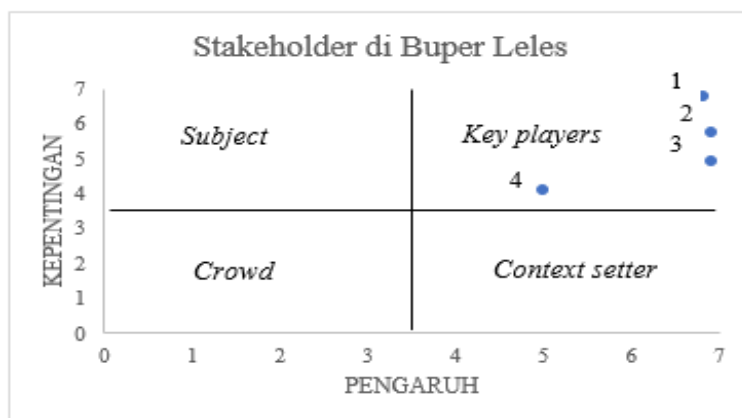 Stakeholder di Buper Leles
KEPENTINGAN
7
6
5
4
3
2
1
0
Subject
Key players
Crowd
Context setter
1
2
3
4
0 1 2 3 4 5 6 7
PENGARUH